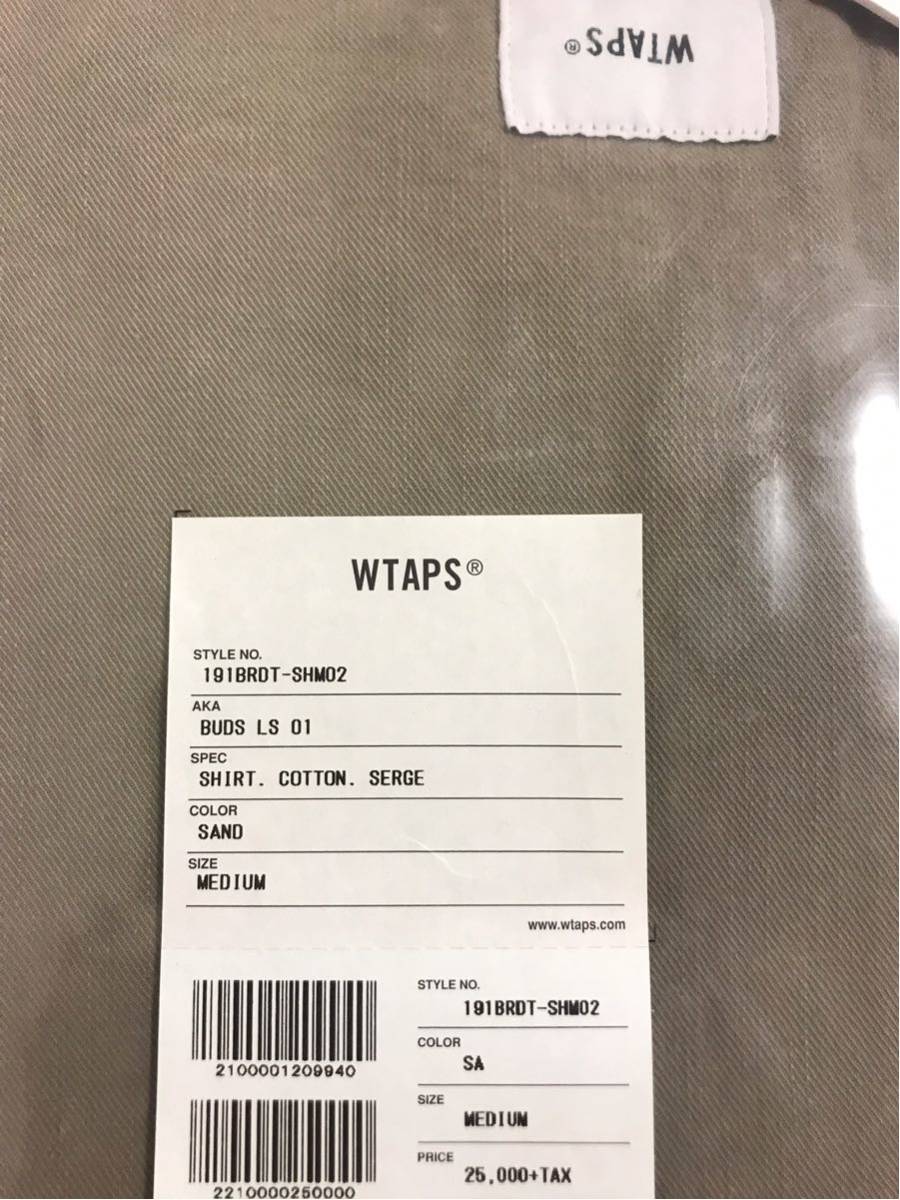 WTAPS®
WTAPS®
STYLE NO.
191BRDT-SHM02
AKA
BUDS LS 01
SPEC
SHIRT. COTTON. SERGE
COLOR
SAND
SIZE
MEDIUM
www.wtaps.com
2100001209940
2210000250000
STYLE NO.
191BRDT-SHM02
COLOR
SA
SIZE
MEDIUM
PRICE
25,000+TAX